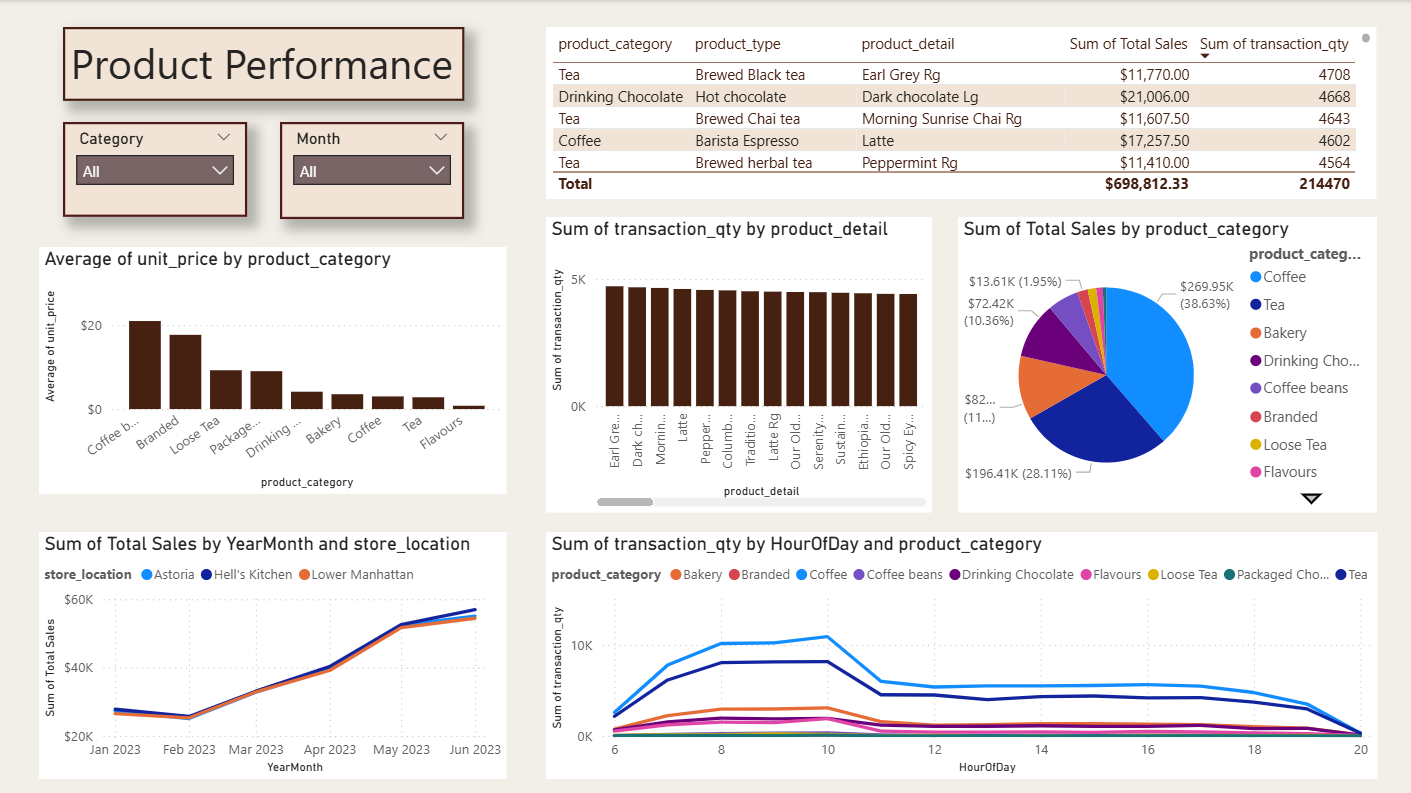 Product Performance
Category
All
Month
All
product_category product_type product_detail Sum of Total Sales Sum of transaction_qty
Tea Brewed Black tea Earl Grey Rg $11,770.00 4708
Drinking Chocolate Hot chocolate Dark chocolate Lg $21,006.00 4668
Tea Brewed Chai tea Morning Sunrise Chai Rg $11,607.50 4643
Coffee Barista Espresso Latte $17,257.50 4602
Tea Brewed herbal tea Peppermint Rg $11,410.00 4564
Total $698,812.33 214470
Average of unit_price by product_category
Average of unit_price
$20
$0
Coffee b...
Branded
Loose Tea
Package...
Drinking ...
Bakery
Coffee
Tea
Flavours
product_category
Sum of transaction_qty by product_detail
Sum of transaction_qty
5K
0K
Earl Gre...
Dark ch...
Mornin...
Latte
Pepper...
Columb...
Traditio...
Latte Rg
Our Old...
Serenity...
Sustain...
Ethiopia...
Our Old...
Spicy Ey...
product_detail
Sum of Total Sales by product_category
$13.61K (1.95%)
$72.42K
(10.36%)
$82...
(11...)
$196.41K (28.11%)
$269.95K
(38.63%)
product_categ...
Coffee
Tea
Bakery
Drinking Cho...
Coffee beans
Branded
Loose Tea
Flavours
Sum of Total Sales by YearMonth and store_location
store_location Astoria Hell's Kitchen Lower Manhattan
Sum of Total Sales
$60K
$40K
$20K
Jan 2023 Feb 2023 Mar 2023 Apr 2023 May 2023 Jun 2023
YearMonth
Sum of transaction_qty by HourOfDay and product_category
product_category Bakery Branded Coffee Coffee beans Drinking Chocolate Flavours Loose Tea Packaged Cho... Tea
Sum of transaction_qty
10K
0K
6 8 10 12 14 16 18 20
HourOfDay